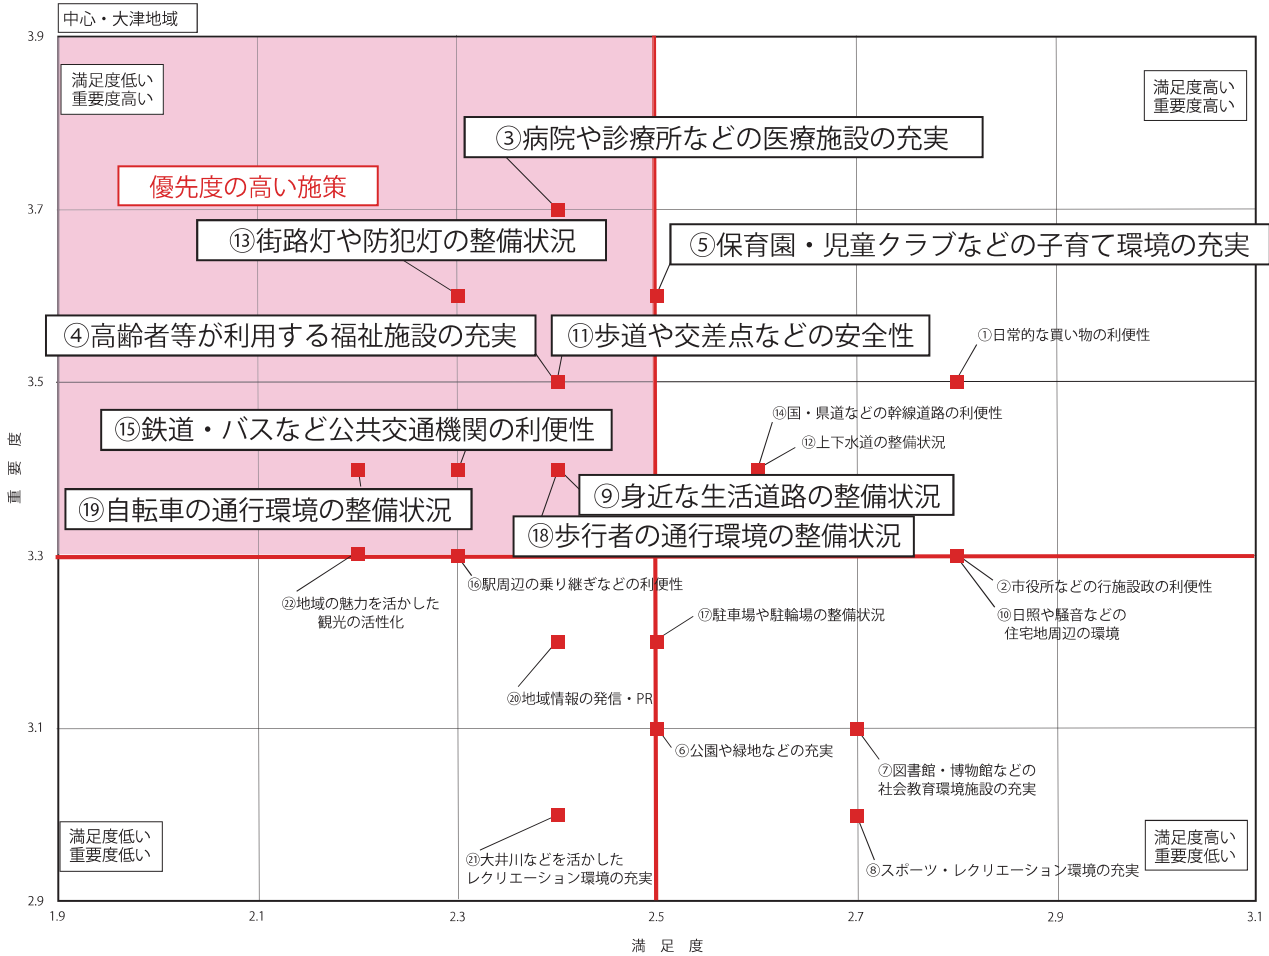 中心・大津地域
3.9
満足度低い
重要度高い
満足度高い
重要度高い
③病院や診療所などの医療施設の充実
優先度の高い施策
3.7
⑬街路灯や防犯灯の整備状況
⑤保育園・児童クラブなどの子育て環境の充実
④高齢者等が利用する福祉施設の充実
⑪歩道や交差点などの安全性
①日常的な買い物の利便性
3.5
⑭国・県道などの幹線道路の利便性
⑮鉄道・バスなど公共交通機関の利便性
⑫上下水道の整備状況
重要度
⑨身近な生活道路の整備状況
⑲自転車の通行環境の整備状況
⑱歩行者の通行環境の整備状況
3.3
⑯駅周辺の乗り継ぎなどの利便性
②市役所などの行施設政の利便性
㉒地域の魅力を活かした
観光の活性化
⑰駐車場や駐輪場の整備状況
⑩日照や騒音などの
住宅地周辺の環境
⑳地域情報の発信・PR
3.1
⑥公園や緑地などの充実
⑦図書館・博物館などの
社会教育環境施設の充実
満足度低い
重要度低い
満足度高い
重要度低い
㉑大井川などを活かした
レクリエーション環境の充実
⑧スポーツ・レクリエーション環境の充実
2.9
1.9 2.1 2.3 2.5 2.7 2.9 3.1
満足度